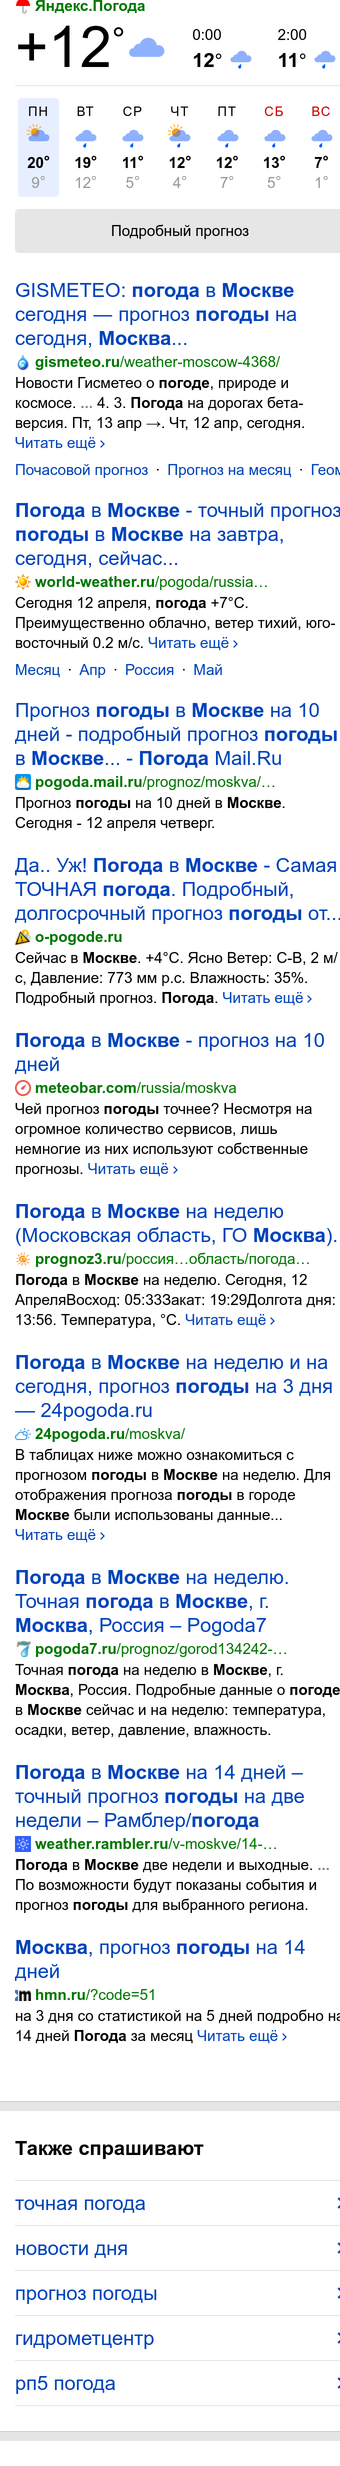 Яндекс.Погода
+12°
0:00 2:00
12° 11°
ПН ВТ СР ЧТ ПТ СБ ВС
20° 19° 11° 12° 12° 13° 7°
9° 12° 5° 4° 7° 5° 1°
Подробный прогноз
GISMETEO: погода в Москве
сегодня — прогноз погоды на
сегодня, Москва...
gismeteo.ru/weather-moscow-4368/
Новости Гисметео о погоде, природе и
космосе. ... 4. 3. Погода на дорогах бета-
версия. Пт, 13 апр →. Чт, 12 апр, сегодня.
Читать ещё ›
Почасовой прогноз · Прогноз на месяц · Геом
Погода в Москве - точный прогноз
погоды в Москве на завтра,
сегодня, сейчас...
world-weather.ru/pogoda/russia…
Сегодня 12 апреля, погода +7°C.
Преимущественно облачно, ветер тихий, юго-
восточный 0.2 м/с. Читать ещё ›
Месяц · Апр · Россия · Май
Прогноз погоды в Москве на 10
дней - подробный прогноз погоды
в Москве... - Погода Mail.Ru
pogoda.mail.ru/prognoz/moskva/…
Прогноз погоды на 10 дней в Москве.
Сегодня - 12 апреля четверг.
Да.. Уж! Погода в Москве - Самая
ТОЧНАЯ погода. Подробный,
долгосрочный прогноз погоды от...
o-pogode.ru
Сейчас в Москве. +4°C. Ясно Ветер: С-В, 2 м/
с, Давление: 773 мм р.с. Влажность: 35%.
Подробный прогноз. Погода. Читать ещё ›
Погода в Москве - прогноз на 10
дней
meteobar.com/russia/moskva
Чей прогноз погоды точнее? Несмотря на
огромное количество сервисов, лишь
немногие из них используют собственные
прогнозы. Читать ещё ›
Погода в Москве на неделю
(Московская область, ГО Москва).
prognoz3.ru/россия…область/погода…
Погода в Москве на неделю. Сегодня, 12
АпреляВосход: 05:33Закат: 19:29Долгота дня:
13:56. Температура, °C. Читать ещё ›
Погода в Москве на неделю и на
сегодня, прогноз погоды на 3 дня
— 24pogoda.ru
24pogoda.ru/moskva/
В таблицах ниже можно ознакомиться с
прогнозом погоды в Москве на неделю. Для
отображения прогноза погоды в городе
Москве были использованы данные...
Читать ещё ›
Погода в Москве на неделю.
Точная погода в Москве, г.
Москва, Россия – Pogoda7
pogoda7.ru/prognoz/gorod134242-…
Точная погода на неделю в Москве, г.
Москва, Россия. Подробные данные о погоде
в Москве сейчас и на неделю: температура,
осадки, ветер, давление, влажность.
Погода в Москве на 14 дней –
точный прогноз погоды на две
недели – Рамблер/погода
weather.rambler.ru/v-moskve/14-…
Погода в Москве две недели и выходные. ...
По возможности будут показаны события и
прогноз погоды для выбранного региона.
Москва, прогноз погоды на 14
дней
hmn.ru/?code=51
на 3 дня со статистикой на 5 дней подробно на
14 дней Погода за месяц Читать ещё ›
Также спрашивают
точная погода
новости дня
прогноз погоды
гидрометцентр
рп5 погода